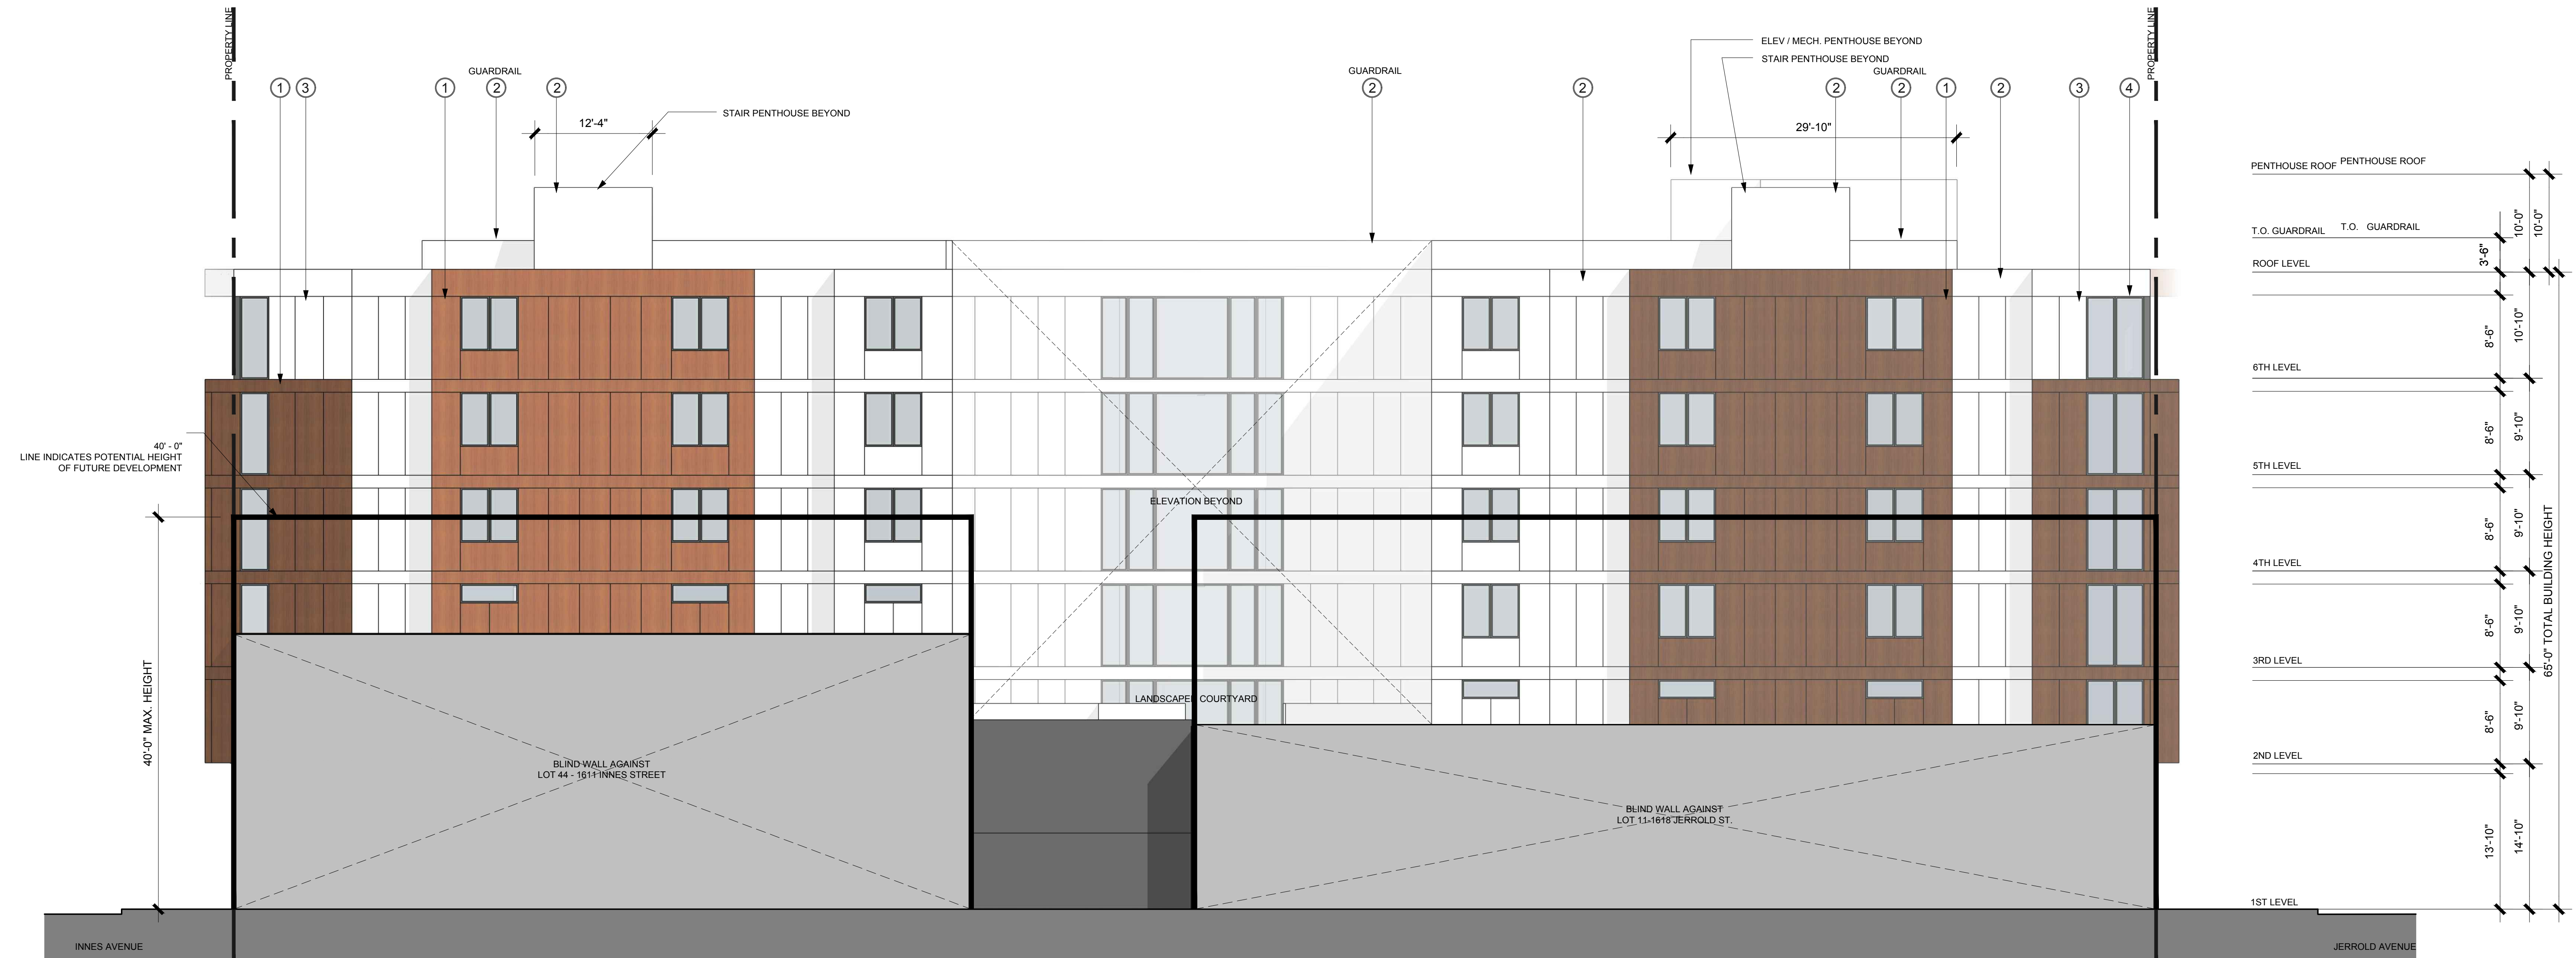 PROPERTY LINE
PROPERTY LINE
ELEV / MECH. PENTHOUSE BEYOND
STAIR PENTHOUSE BEYOND
GUARDRAIL
GUARDRAIL
GUARDRAIL
1
3
1
2
2
2
2
2
2
1
2
3
4
STAIR PENTHOUSE BEYOND
12'-4"
29'-10"
PENTHOUSE ROOF
PENTHOUSE ROOF
T.O. GUARDRAIL
T.O. GUARDRAIL
ROOF LEVEL
6TH LEVEL
5TH LEVEL
4TH LEVEL
3RD LEVEL
2ND LEVEL
1ST LEVEL
3'-6"
10'-0"
10'-0"
8'-6"
10'-10"
8'-6"
9'-10"
8'-6"
9'-10"
8'-6"
9'-10"
8'-6"
9'-10"
13'-10"
14'-10"
65'-0" TOTAL BUILDING HEIGHT
40' - 0"
LINE INDICATES POTENTIAL HEIGHT
OF FUTURE DEVELOPMENT
40'-0" MAX. HEIGHT
ELEVATION BEYOND
LANDSCAPED COURTYARD
BLIND WALL AGAINST
LOT 44 - 1611 INNES STREET
BLIND WALL AGAINST
LOT 11-1618 JERROLD ST.
INNES AVENUE
JERROLD AVENUE